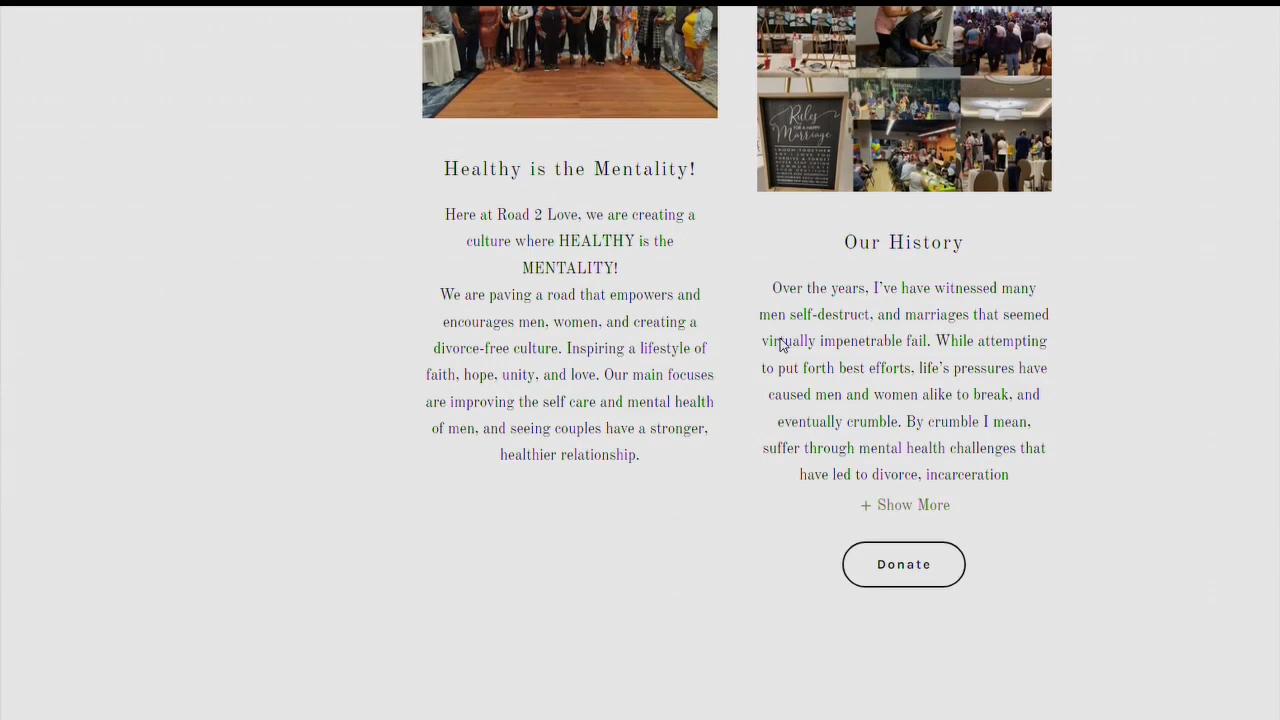 Rules
FOR A HAPPY
Marriage
Healthy is the Mentality!
Here at Road 2 Love, we are creating a
culture where HEALTHY is the
MENTALITY!
We are paving a road that empowers and
encourages men, women, and creating a
divorce-free culture. Inspiring a lifestyle of
faith, hope, unity, and love. Our main focuses
are improving the self care and mental health
of men, and seeing couples have a stronger,
healthier relationship.
Our History
Over the years, I've have witnessed many
men self-destruct, and marriages that seemed
virtually impenetrable fail. While attempting
to put forth best efforts, life's pressures have
caused men and women alike to break, and
eventually crumble. By crumble I mean,
suffer through mental health challenges that
have led to divorce, incarceration
+ Show More
Donate